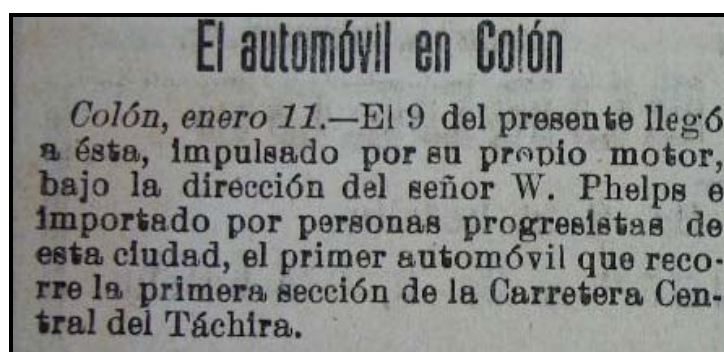 El automóvil en Colón
Colón, enero 11.—El 9 del presente llegó
a ésta, impulsado por su propio motor,
bajo la dirección del señor W. Phelps e
importado por personas progresistas de
esta ciudad, el primer automóvil que reco-
rre la primera sección de la Carretera Cen-
tral del Táchira.